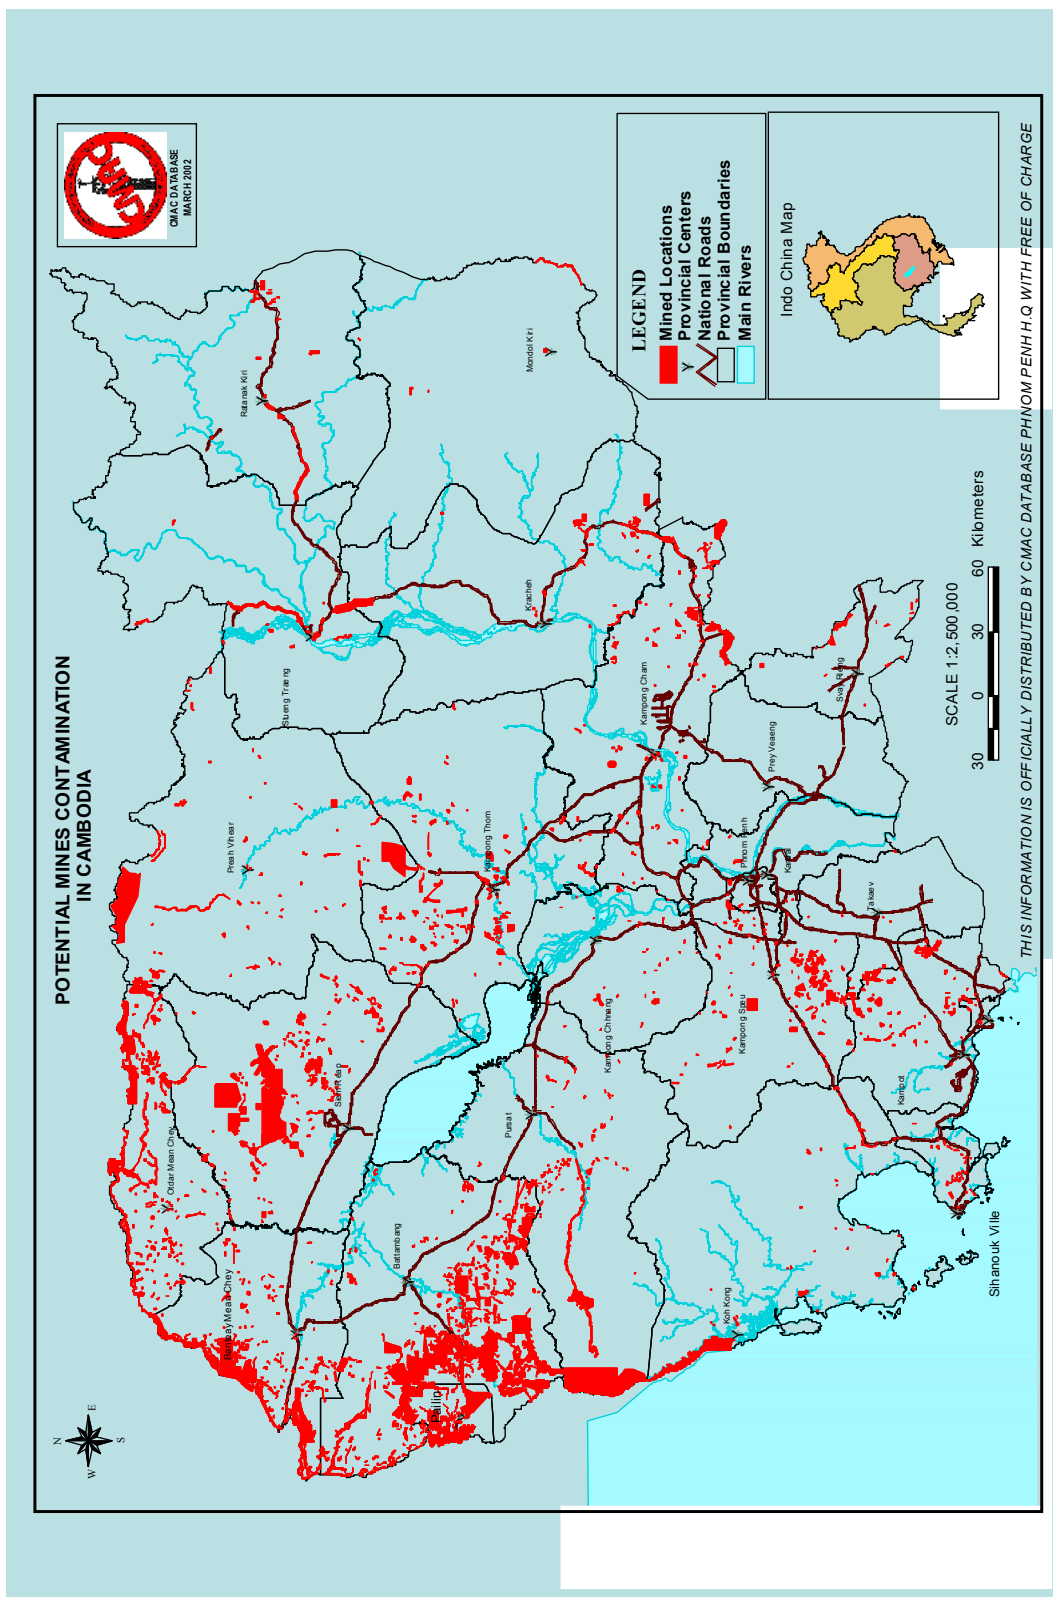 POTENTIAL MINES CONTAMINATION
IN CAMBODIA
CMAC DATABASE
MARCH 2002
N
W
E
S
Otdar Mean Chey
Preah Vihear
Banteay Mean Chey
Siem Reap
Stueng Traeng
Ratanak Kiri
Battambang
Pailin
Pursat
Kampong Thom
Kracheh
Mondol Kiri
Kampong Chhnang
Kampong Cham
Koh Kong
Kampong Speu
Phnom Penh
Kandal
Prey Veaeng
Svay Rieng
Takaev
Kampot
Sihanouk Ville
LEGEND
Mined Locations
Provincial Centers
National Roads
Provincial Boundaries
Main Rivers
Indo China Map
SCALE 1:2,500,000
30 0 30 60 Kilometers
THIS INFORMATION IS OFFICIALLY DISTRIBUTED BY CMAC DATABASE PHNOM PENH H.Q WITH FREE OF CHARGE